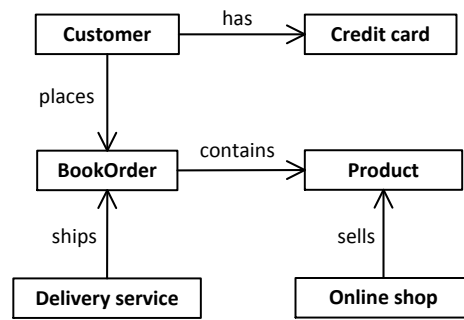 has
Customer
Credit card
places
contains
BookOrder
Product
ships
sells
Delivery service
Online shop